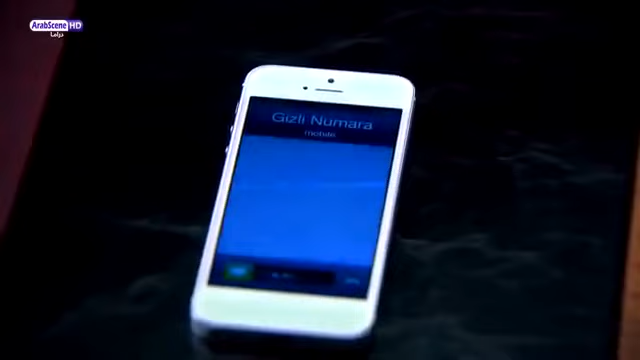 ArabScene HD
دراما
Gizli Numara
mobile